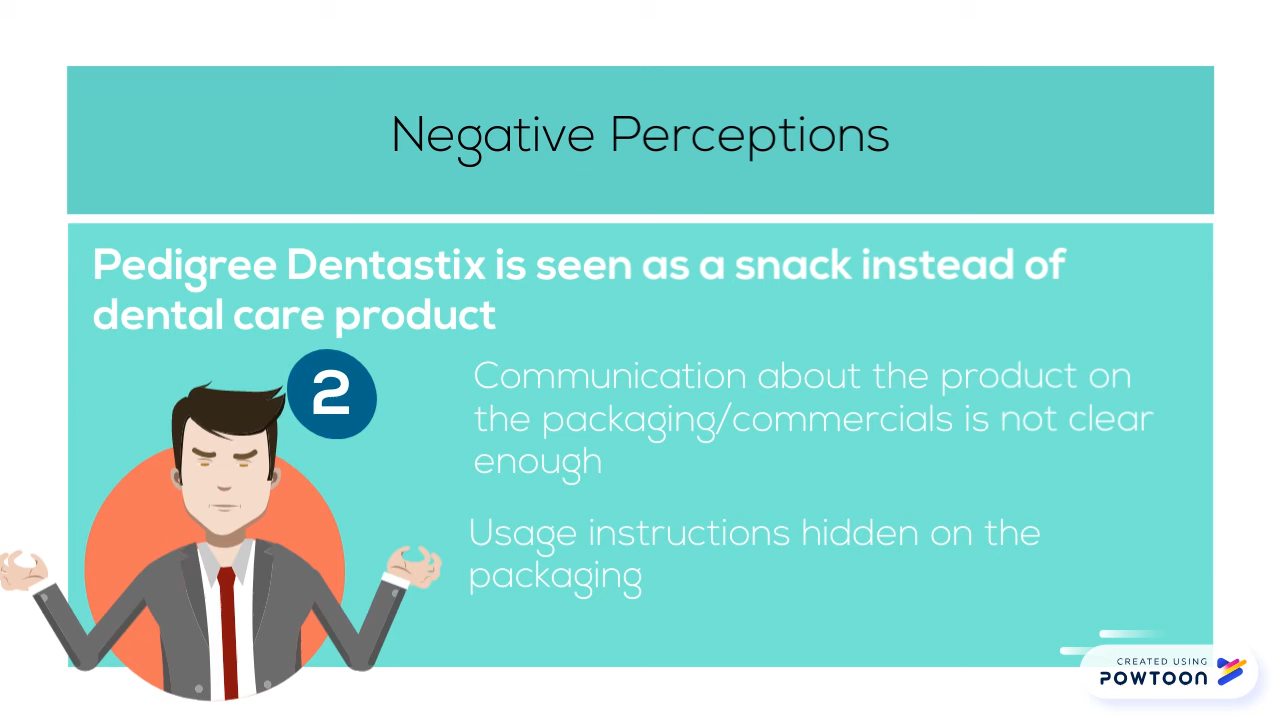 Negative Perceptions
Pedigree Dentastix is seen as a snack instead of
dental care product
2
Communication about the product on
the packaging/commercials is not clear
enough
Usage instructions hidden on the
packaging
CREATED USING
POWTOON